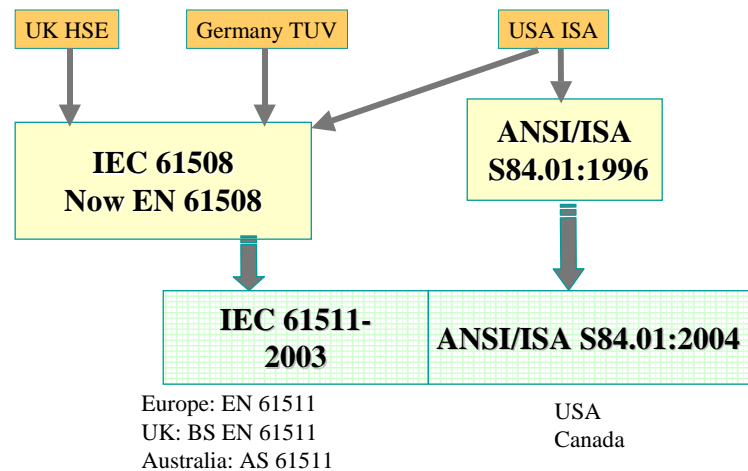 UK HSE
Germany TUV
USA ISA
IEC 61508
Now EN 61508
ANSI/ISA
S84.01:1996
IEC 61511-
2003
ANSI/ISA S84.01:2004
Europe: EN 61511
UK: BS EN 61511
Australia: AS 61511
USA
Canada